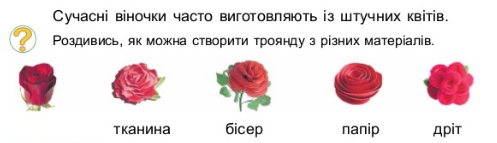 Сучасні віночки часто виготовляють із штучних квітів.
Роздивись, як можна створити троянду з різних матеріалів.
тканина бісер папір дріт